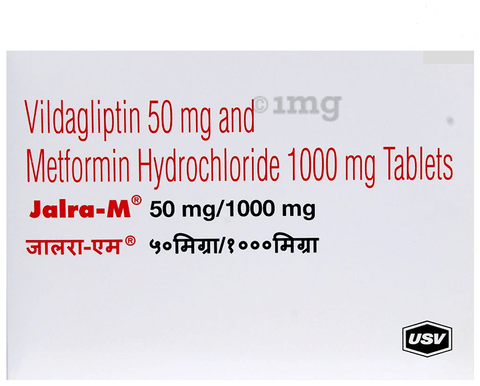 Vildagliptin 50 mg and
©1mg
Metformin Hydrochloride 1000 mg Tablets
Jalra-M® 50 mg/1000 mg
जालरा-एम® ५०मिग्रा/१०००मिग्रा
USV